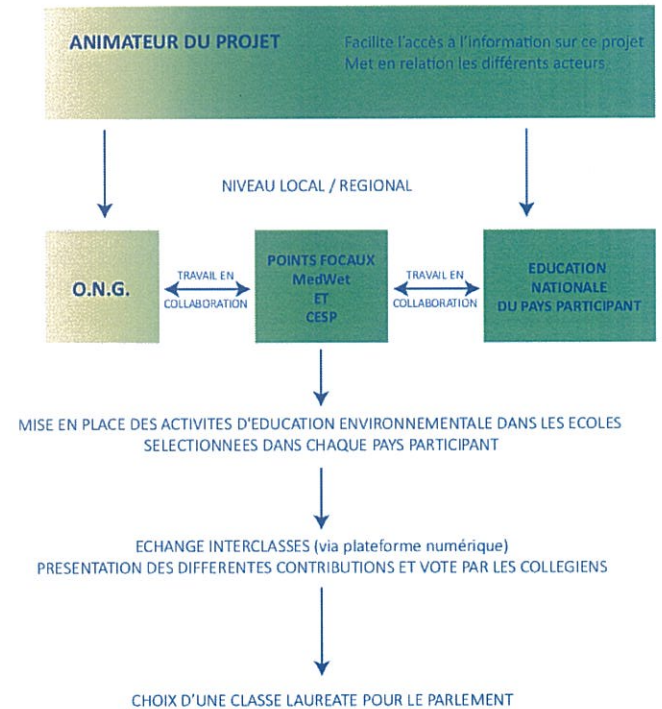 ANIMATEUR DU PROJET
Facilite l'accès à l'information sur ce projet
Met en relation les différents acteurs
NIVEAU LOCAL / REGIONAL
O.N.G.
TRAVAIL EN
COLLABORATION
POINTS FOCAUX
MedWet
ET
CESP
TRAVAIL EN
COLLABORATION
EDUCATION
NATIONALE
DU PAYS PARTICIPANT
MISE EN PLACE DES ACTIVITES D'EDUCATION ENVIRONNEMENTALE DANS LES ECOLES
SELECTIONNEES DANS CHAQUE PAYS PARTICIPANT
ECHANGE INTERCLASSES (via plateforme numérique)
PRESENTATION DES DIFFERENTES CONTRIBUTIONS ET VOTE PAR LES COLLEGIENS
CHOIX D'UNE CLASSE LAUREATE POUR LE PARLEMENT